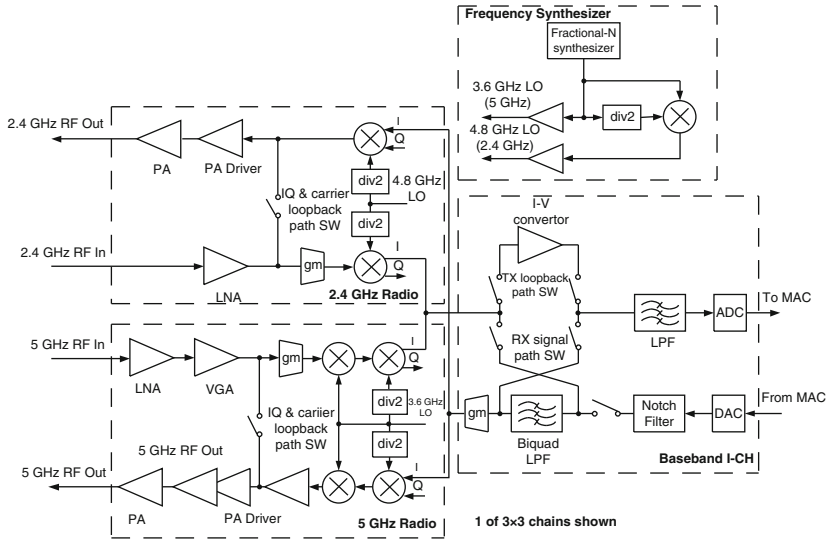 Frequency Synthesizer
Fractional-N
synthesizer
3.6 GHz LO
(5 GHz)
div2
4.8 GHz LO
(2.4 GHz)
2.4 GHz RF Out
PA
PA Driver
I
Q
div2
4.8 GHz
LO
div2
IQ & carrier
loopback
path SW
I
Q
2.4 GHz RF In
LNA
gm
2.4 GHz Radio
I-V
convertor
TX loopback
path SW
RX signal
path SW
LPF
ADC
To MAC
5 GHz RF In
LNA
VGA
gm
I
Q
div2
3.6 GHz
LO
div2
IQ & cariier
loopback
path SW
gm
Biquad
LPF
Notch
Filter
DAC
From MAC
Baseband I-CH
5 GHz RF Out
5 GHz RF Out
PA
PA Driver
I
Q
5 GHz Radio
1 of 3×3 chains shown